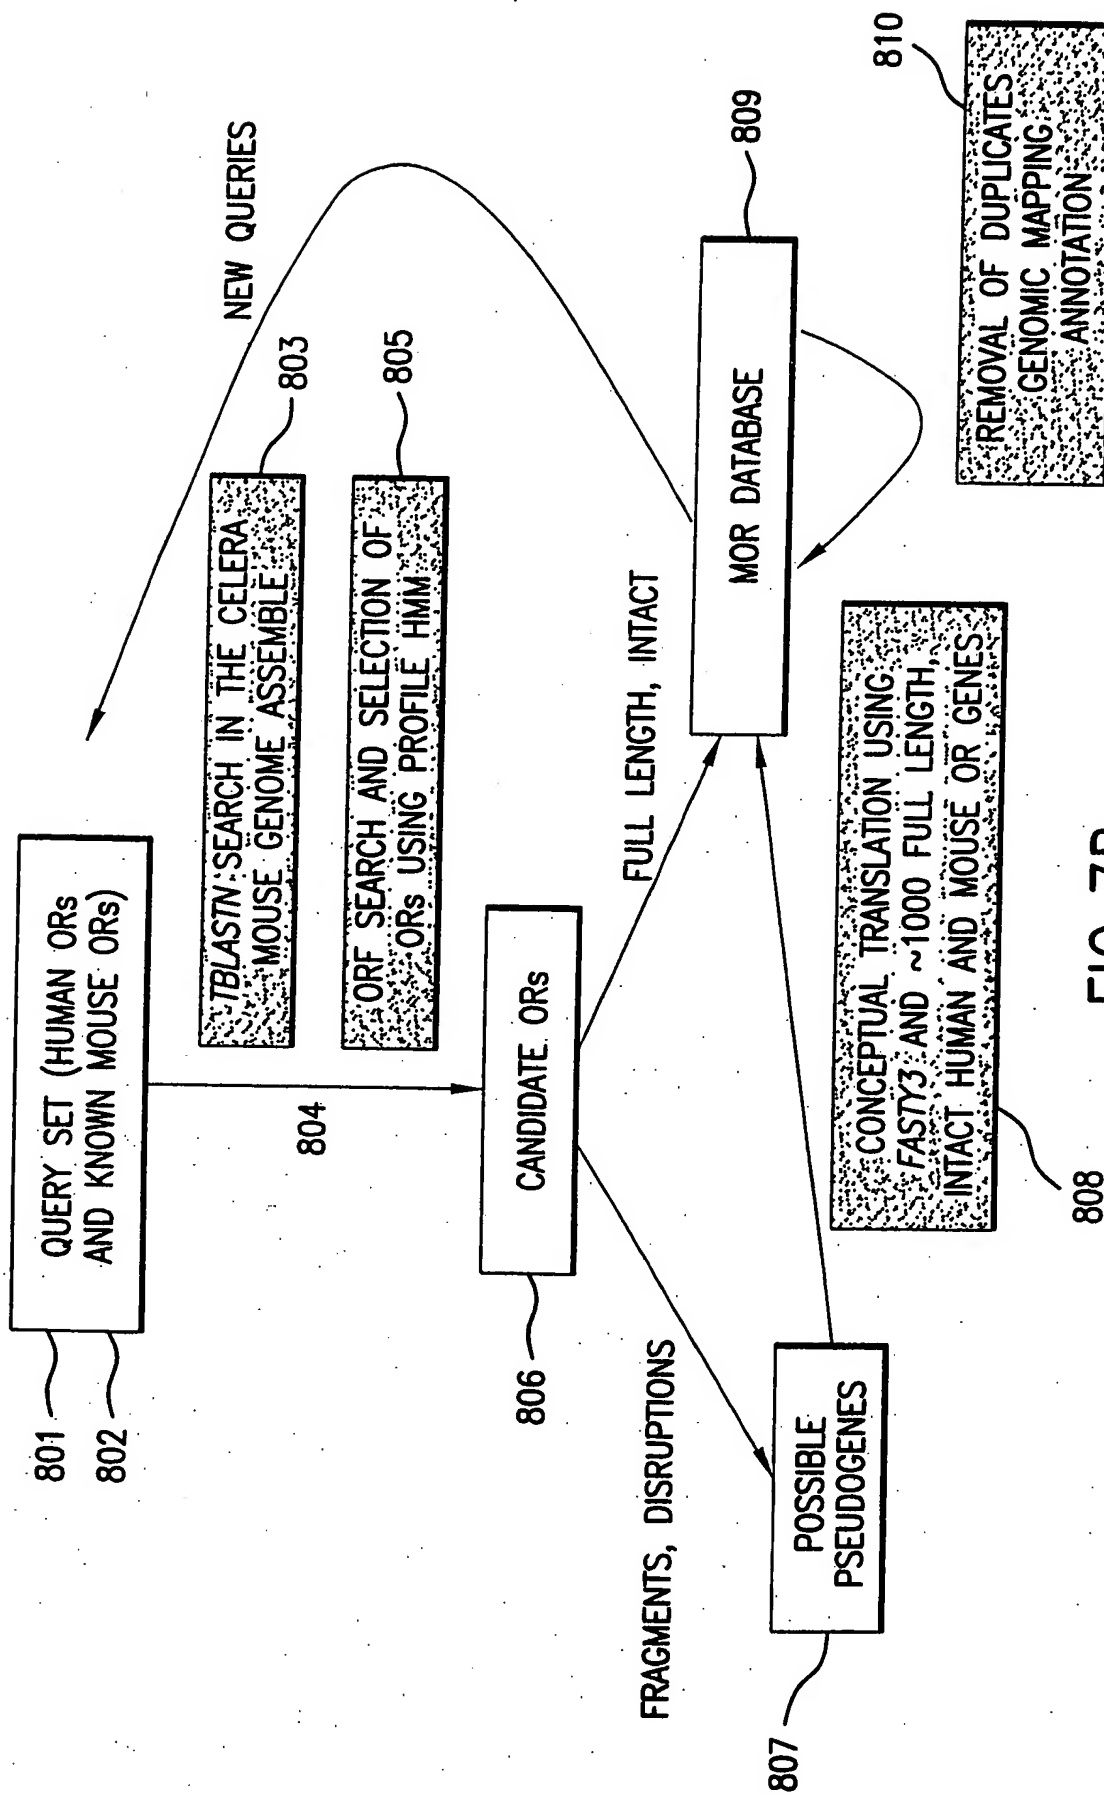 801
802
QUERY SET (HUMAN ORs
AND KNOWN MOUSE ORs)
NEW QUERIES
804
TBLASTN SEARCH IN THE CELERA
MOUSE GENOME ASSEMBLE
803
ORF SEARCH AND SELECTION OF
ORs USING PROFILE HMM
805
806
CANDIDATE ORs
FRAGMENTS, DISRUPTIONS
FULL LENGTH, INTACT
807
POSSIBLE
PSEUDOGENES
MOR DATABASE
809
CONCEPTUAL TRANSLATION USING
FASTY3 AND ~1000 FULL LENGTH,
INTACT HUMAN AND MOUSE OR GENES
808
810
REMOVAL OF DUPLICATES
GENOMIC MAPPING
ANNOTATION